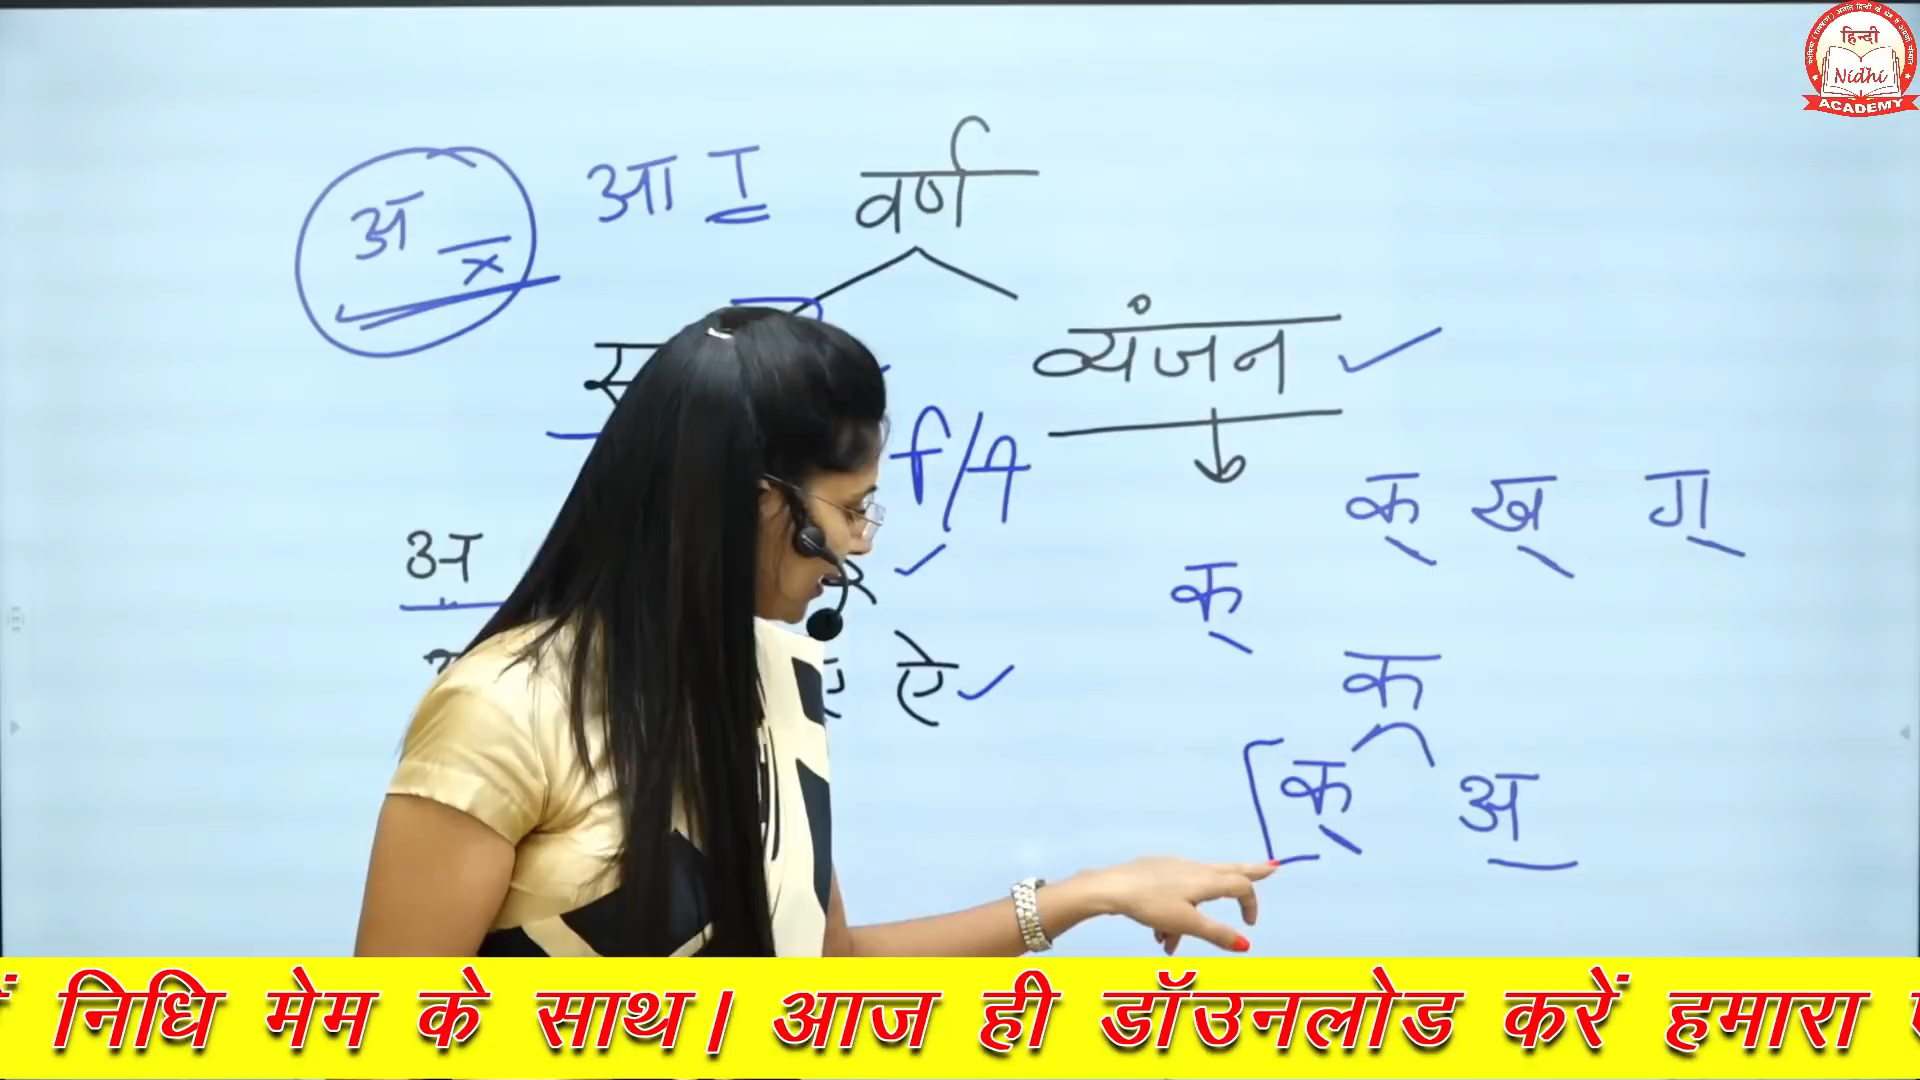 हिन्दी
Nidhi
ACADEMY
अ x
आ ा
वर्ण
व्यंजन
f/A
क् ख् ग्
अ
क्
ऐ
क
क् अ
निधि मेम के साथ। आज ही डॉउनलोड करें हमारा